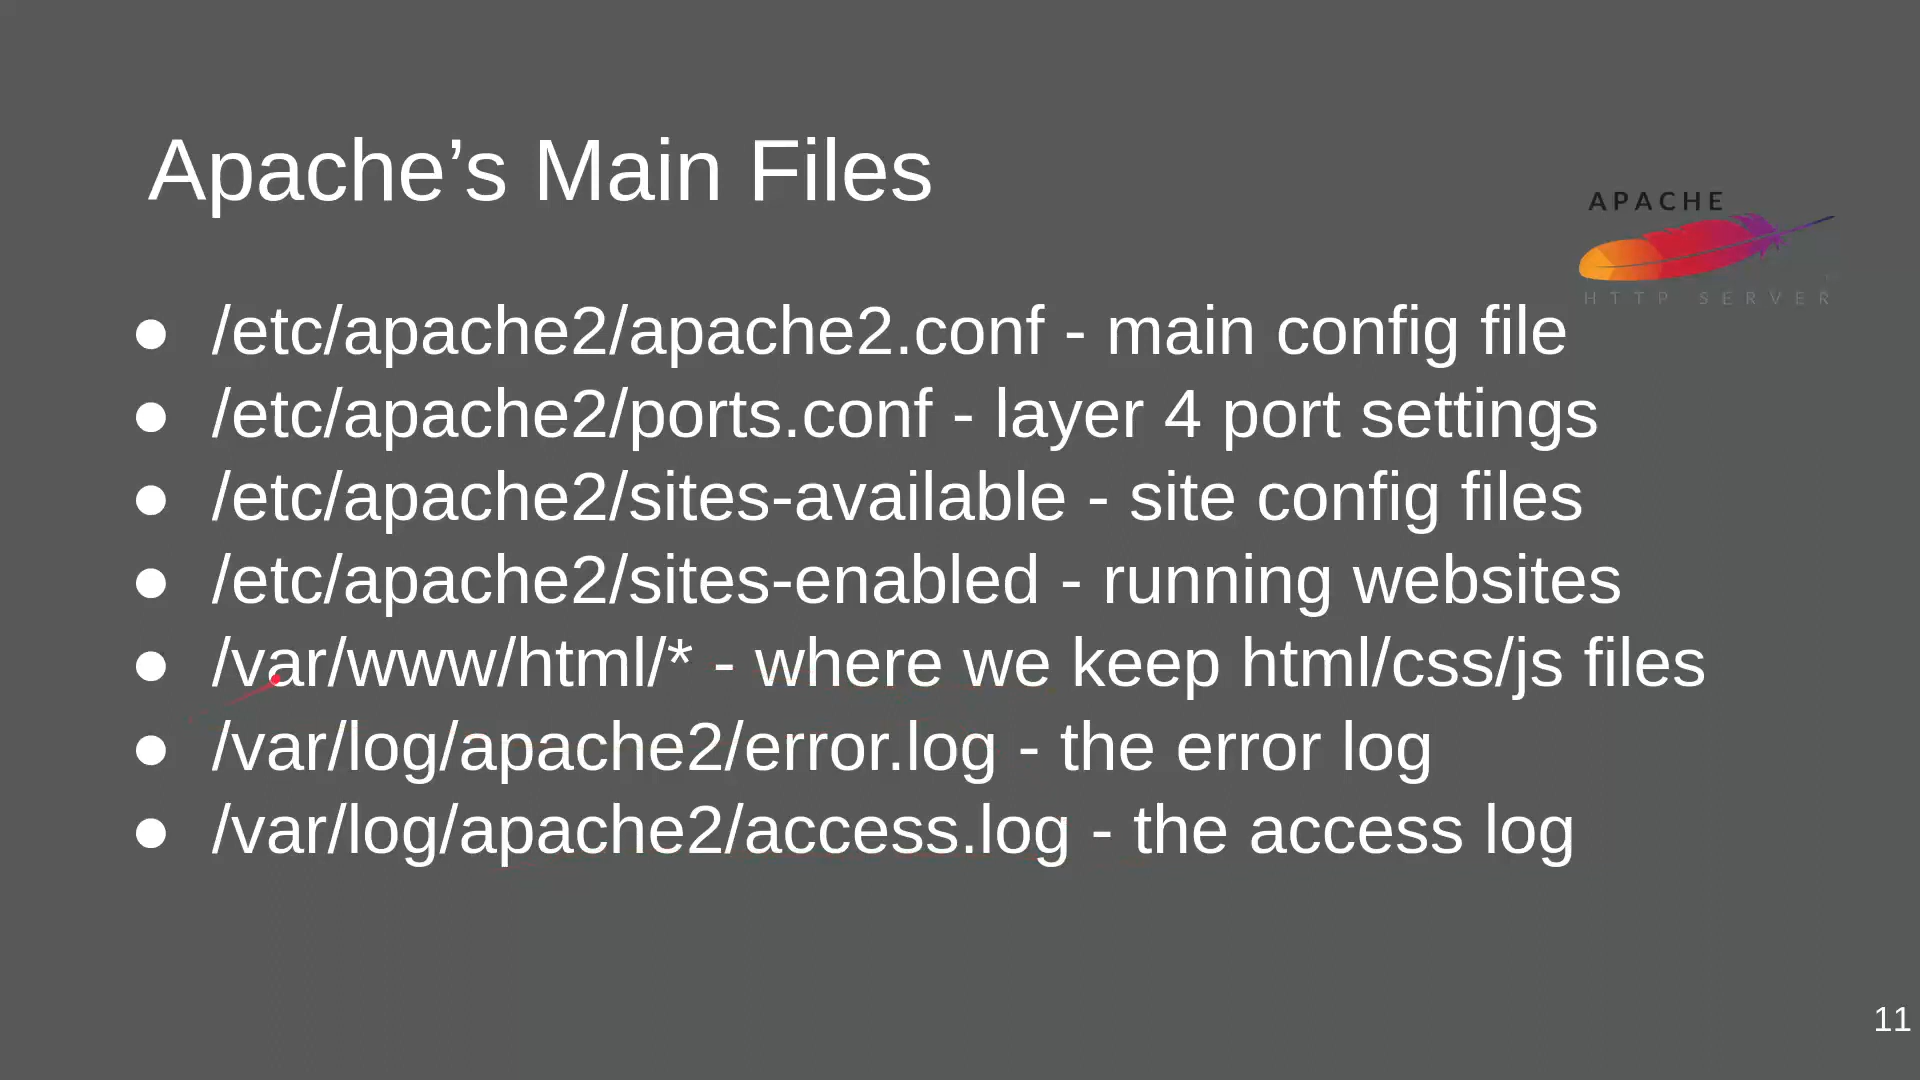 Apache’s Main Files
APACHE
HTTP SERVER
● /etc/apache2/apache2.conf - main config file
● /etc/apache2/ports.conf - layer 4 port settings
● /etc/apache2/sites-available - site config files
● /etc/apache2/sites-enabled - running websites
● /var/www/html/* - where we keep html/css/js files
● /var/log/apache2/error.log - the error log
● /var/log/apache2/access.log - the access log
11